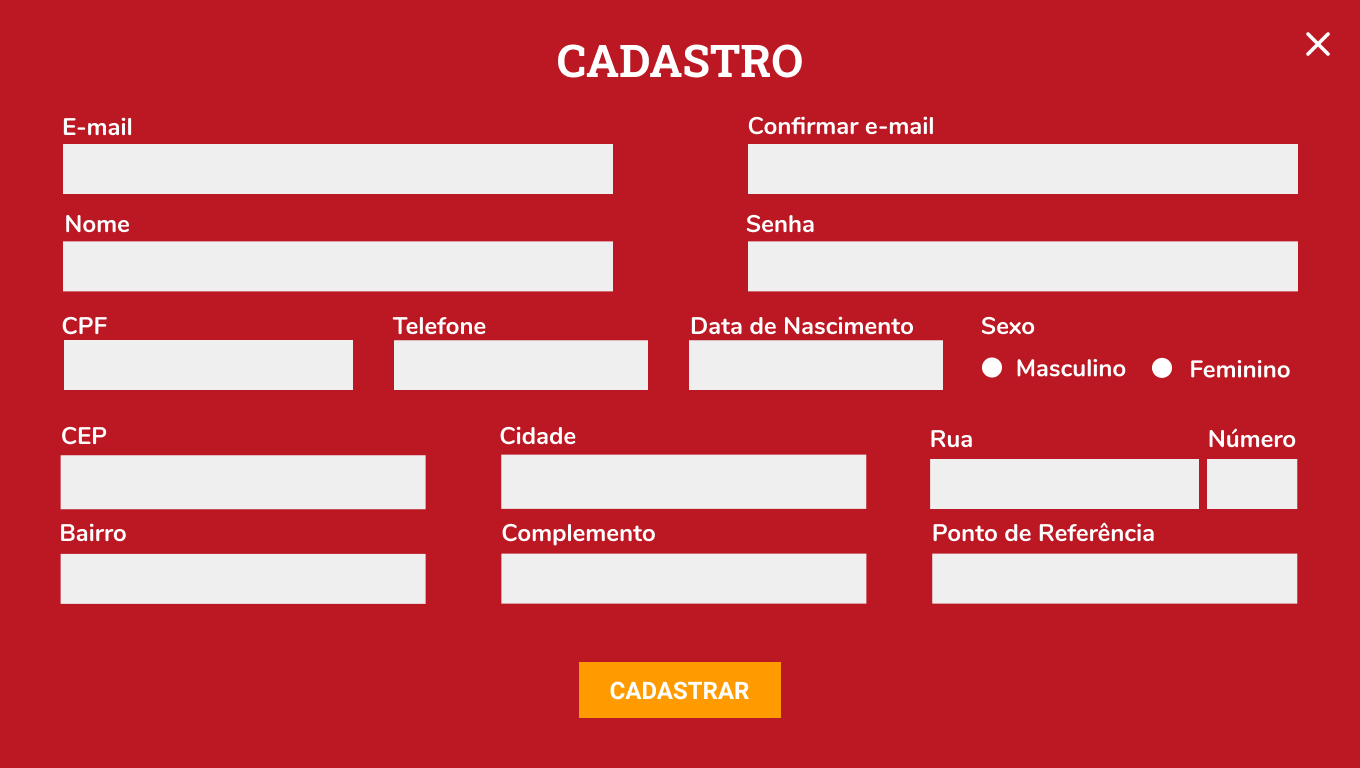 CADASTRO
E-mail
Confirmar e-mail
Nome
Senha
CPF
Telefone
Data de Nascimento
Sexo
Masculino
Feminino
CEP
Cidade
Rua
Número
Bairro
Complemento
Ponto de Referência
CADASTRAR